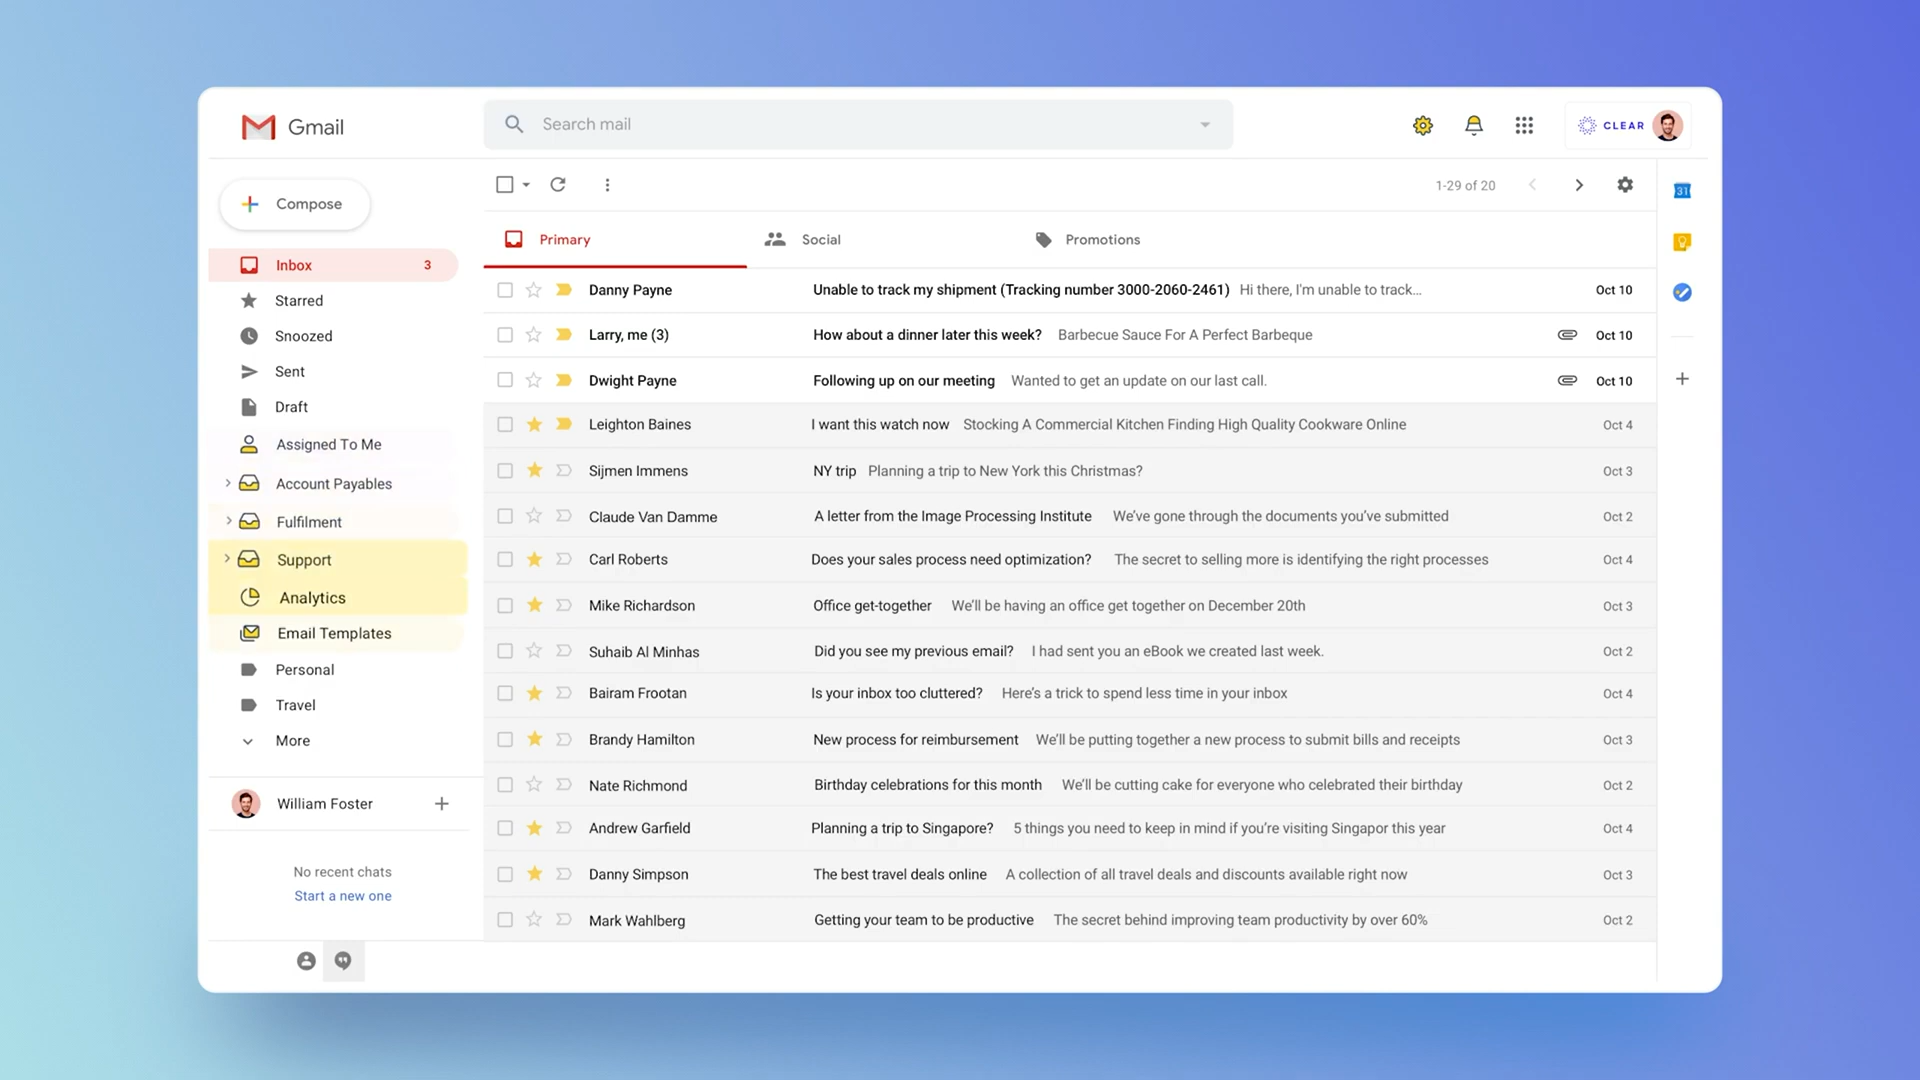 Gmail
Search mail
CLEAR
Compose
1-29 of 20
31
Primary
Social
Promotions
Inbox 3
Starred
Snoozed
Sent
Draft
Assigned To Me
Account Payables
Fulfilment
Support
Analytics
Email Templates
Personal
Travel
More
William Foster
No recent chats
Start a new one
Danny Payne Unable to track my shipment (Tracking number 3000-2060-2461) Hi there, I'm unable to track... Oct 10
Larry, me (3) How about a dinner later this week? Barbecue Sauce For A Perfect Barbeque Oct 10
Dwight Payne Following up on our meeting Wanted to get an update on our last call. Oct 10
Leighton Baines I want this watch now Stocking A Commercial Kitchen Finding High Quality Cookware Online Oct 4
Sijmen Immens NY trip Planning a trip to New York this Christmas? Oct 3
Claude Van Damme A letter from the Image Processing Institute We've gone through the documents you've submitted Oct 2
Carl Roberts Does your sales process need optimization? The secret to selling more is identifying the right processes Oct 4
Mike Richardson Office get-together We'll be having an office get together on December 20th Oct 3
Suhaib Al Minhas Did you see my previous email? I had sent you an eBook we created last week. Oct 2
Bairam Frootan Is your inbox too cluttered? Here's a trick to spend less time in your inbox Oct 4
Brandy Hamilton New process for reimbursement We'll be putting together a new process to submit bills and receipts Oct 3
Nate Richmond Birthday celebrations for this month We'll be cutting cake for everyone who celebrated their birthday Oct 2
Andrew Garfield Planning a trip to Singapore? 5 things you need to keep in mind if you're visiting Singapor this year Oct 4
Danny Simpson The best travel deals online A collection of all travel deals and discounts available right now Oct 3
Mark Wahlberg Getting your team to be productive The secret behind improving team productivity by over 60% Oct 2